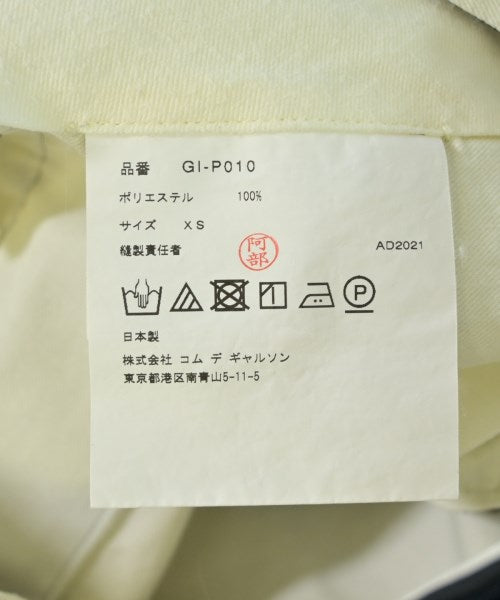 品番 GI-P010
ポリエステル 100%
サイズ XS
縫製責任者 阿部 AD2021
日本製
株式会社 コム デ ギャルソン
東京都港区南青山5-11-5